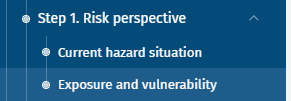 Step 1. Risk perspective
Current hazard situation
Exposure and vulnerability